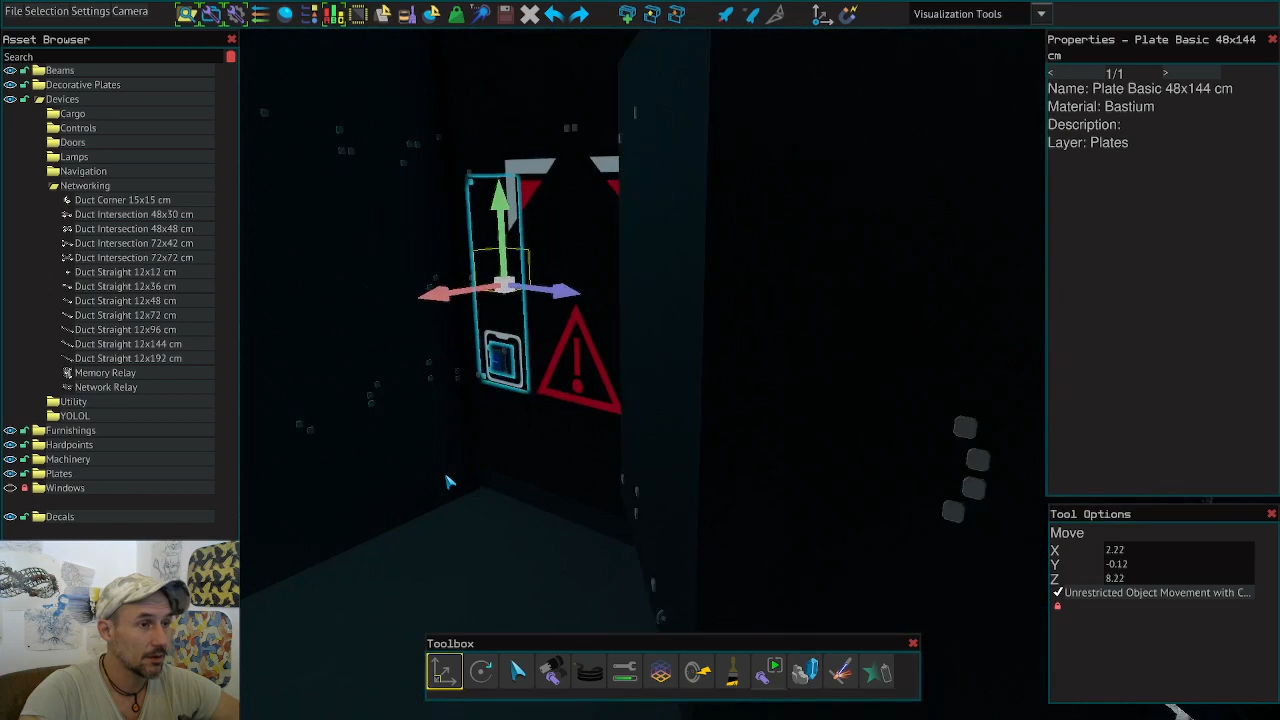 File Selection Settings Camera
Visualization Tools
Asset Browser
Search
Beams
Decorative Plates
Devices
Cargo
Controls
Doors
Lamps
Navigation
Networking
Duct Corner 15x15 cm
Duct Intersection 48x30 cm
Duct Intersection 48x48 cm
Duct Intersection 72x42 cm
Duct Intersection 72x72 cm
Duct Straight 12x12 cm
Duct Straight 12x36 cm
Duct Straight 12x48 cm
Duct Straight 12x72 cm
Duct Straight 12x96 cm
Duct Straight 12x144 cm
Duct Straight 12x192 cm
Memory Relay
Network Relay
Utility
YOLOL
Furnishings
Hardpoints
Machinery
Plates
Windows
Decals
Properties - Plate Basic 48x144
cm
< 1/1 >
Name: Plate Basic 48x144 cm
Material: Bastium
Description:
Layer: Plates
Tool Options
Move
X 2.22
Y -0.12
Z 8.22
Unrestricted Object Movement with C...
Toolbox